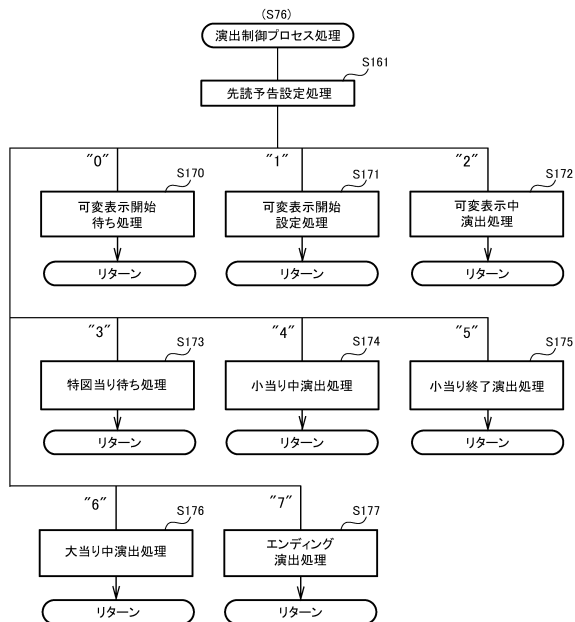 (S76)
演出制御プロセス処理
S161
先読予告設定処理
"0"
"1"
"2"
S170
S171
S172
可変表示開始
待ち処理
可変表示開始
設定処理
可変表示中
演出処理
リターン
リターン
リターン
"3"
"4"
"5"
S173
S174
S175
特図当り待ち処理
小当り中演出処理
小当り終了演出処理
リターン
リターン
リターン
"6"
"7"
S176
S177
大当り中演出処理
エンディング
演出処理
リターン
リターン